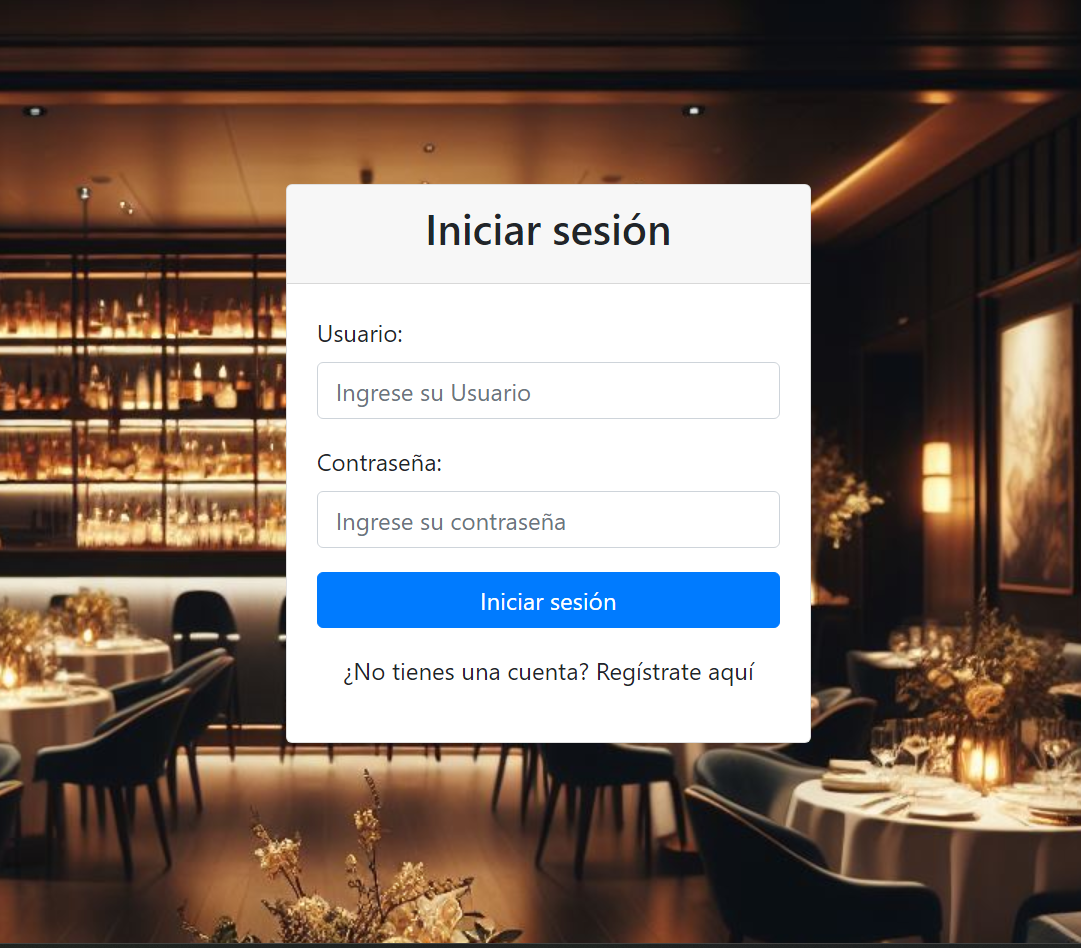 Iniciar sesión
Usuario:
Ingrese su Usuario
Contraseña:
Ingrese su contraseña
Iniciar sesión
¿No tienes una cuenta? Regístrate aquí